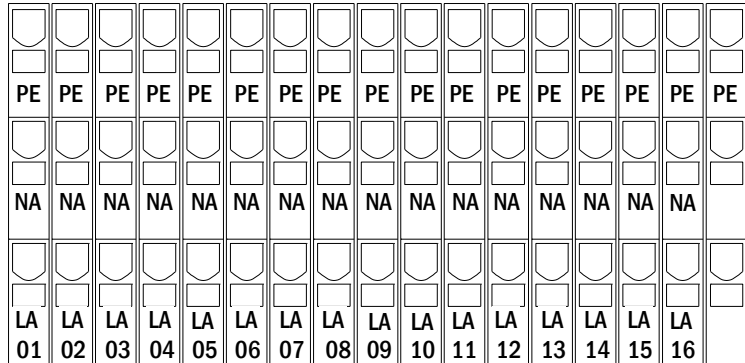 PE PE PE PE PE PE PE PE PE PE PE PE PE PE PE PE PE
NA NA NA NA NA NA NA NA NA NA NA NA NA NA NA NA
LA LA LA LA LA LA LA LA LA LA LA LA LA LA LA LA
01 02 03 04 05 06 07 08 09 10 11 12 13 14 15 16